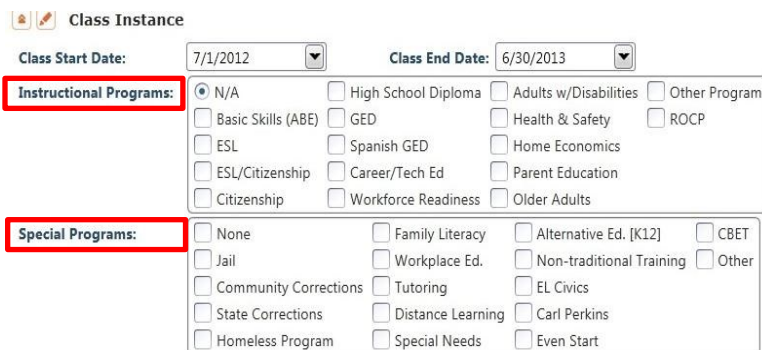 Class Instance
Class Start Date: 7/1/2012 Class End Date: 6/30/2013
Instructional Programs: N/A High School Diploma Adults w/Disabilities Other Program
Basic Skills (ABE) GED Health & Safety ROCP
ESL Spanish GED Home Economics
ESL/Citizenship Career/Tech Ed Parent Education
Citizenship Workforce Readiness Older Adults
Special Programs: None Family Literacy Alternative Ed. [K12] CBET
Jail Workplace Ed. Non-traditional Training Other
Community Corrections Tutoring EL Civics
State Corrections Distance Learning Carl Perkins
Homeless Program Special Needs Even Start